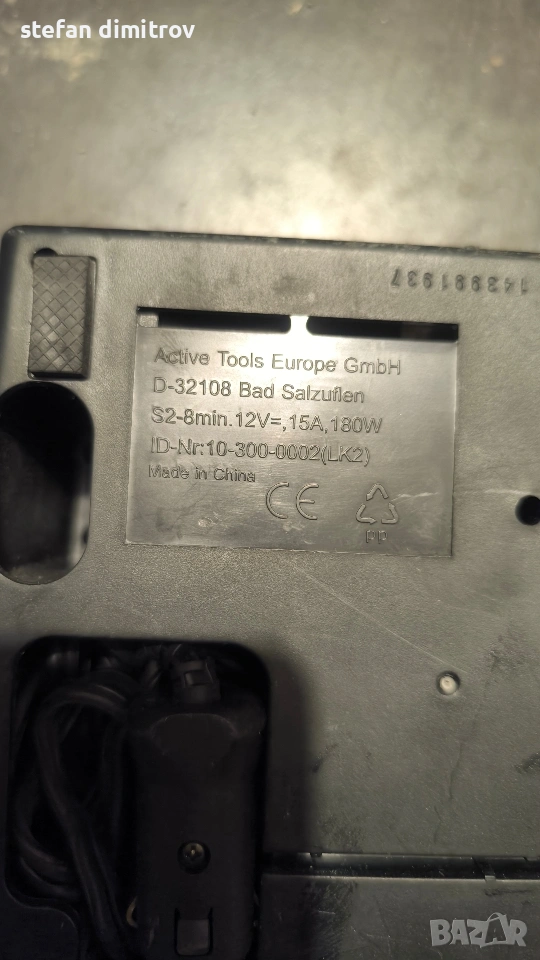 stefan dimitrov
143981937
Active Tools Europe GmbH
D-32108 Bad Salzuflen
S2-8min.12V=,15A,180W
ID-Nr:10-300-0002(LK2)
Made in China
CE
PP
BAZAR